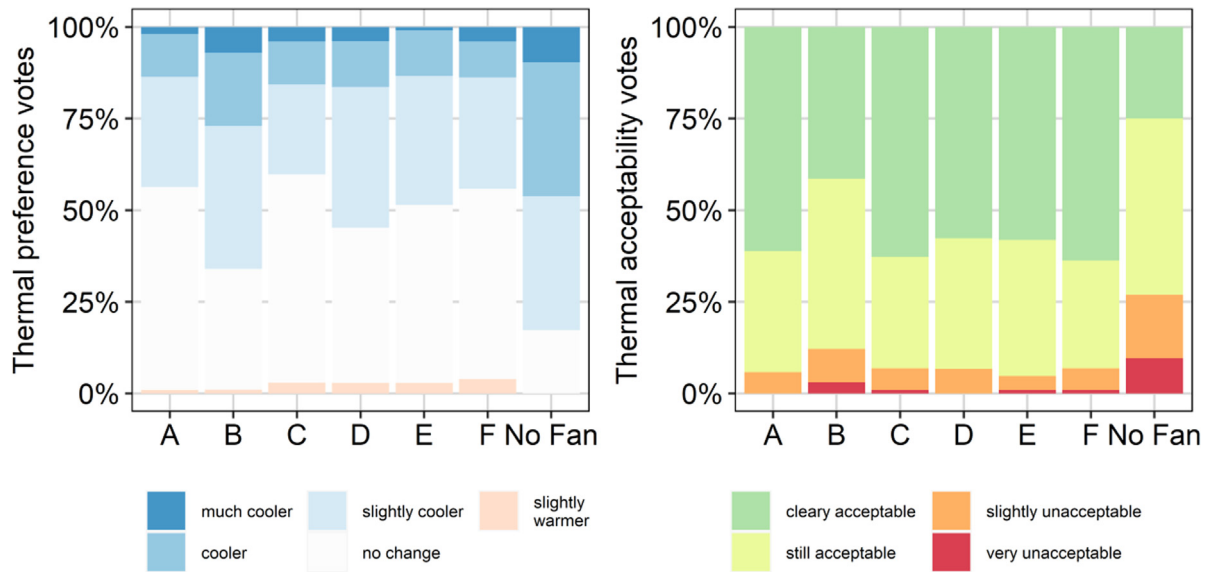 Thermal preference votes
100%
75%
50%
25%
0%
A B C D E F No Fan
much cooler
slightly cooler
slightly
warmer
cooler
no change
Thermal acceptability votes
100%
75%
50%
25%
0%
A B C D E F No Fan
cleary acceptable
slightly unacceptable
still acceptable
very unacceptable